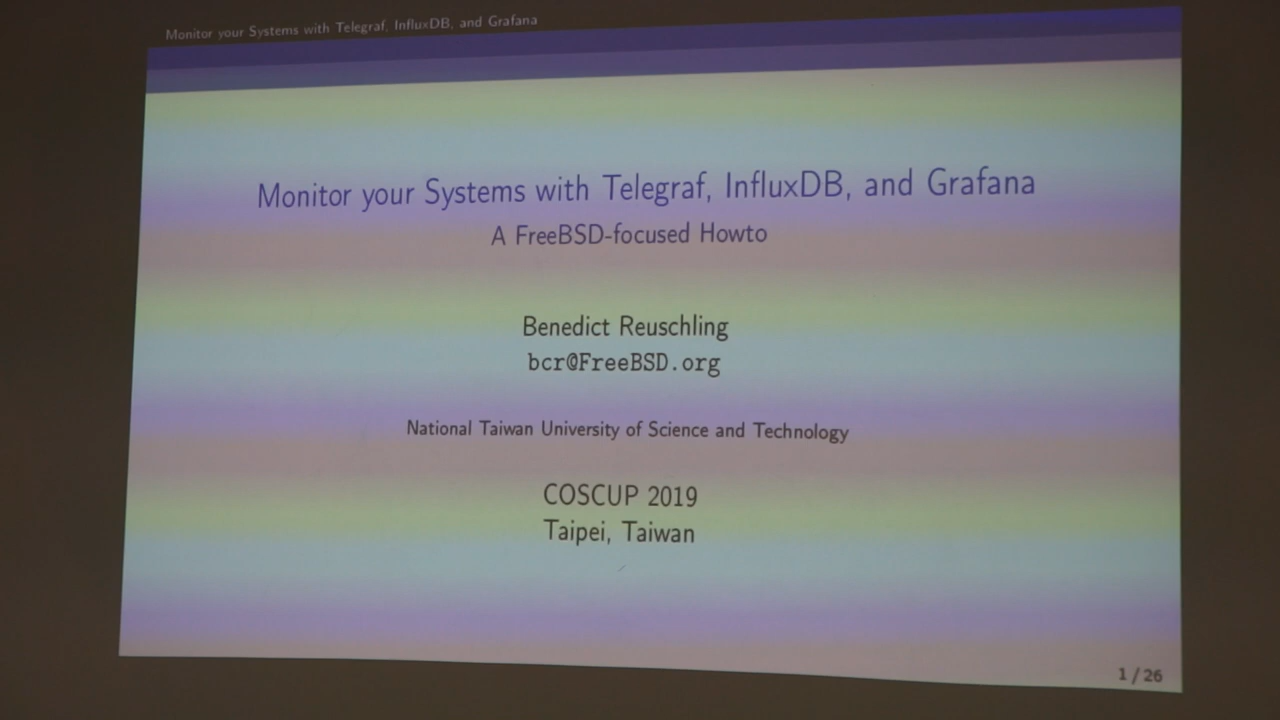 Monitor your Systems with Telegraf, InfluxDB, and Grafana
Monitor your Systems with Telegraf, InfluxDB, and Grafana
A FreeBSD-focused Howto
Benedict Reuschling
bcr@FreeBSD.org
National Taiwan University of Science and Technology
COSCUP 2019
Taipei, Taiwan
1 / 26